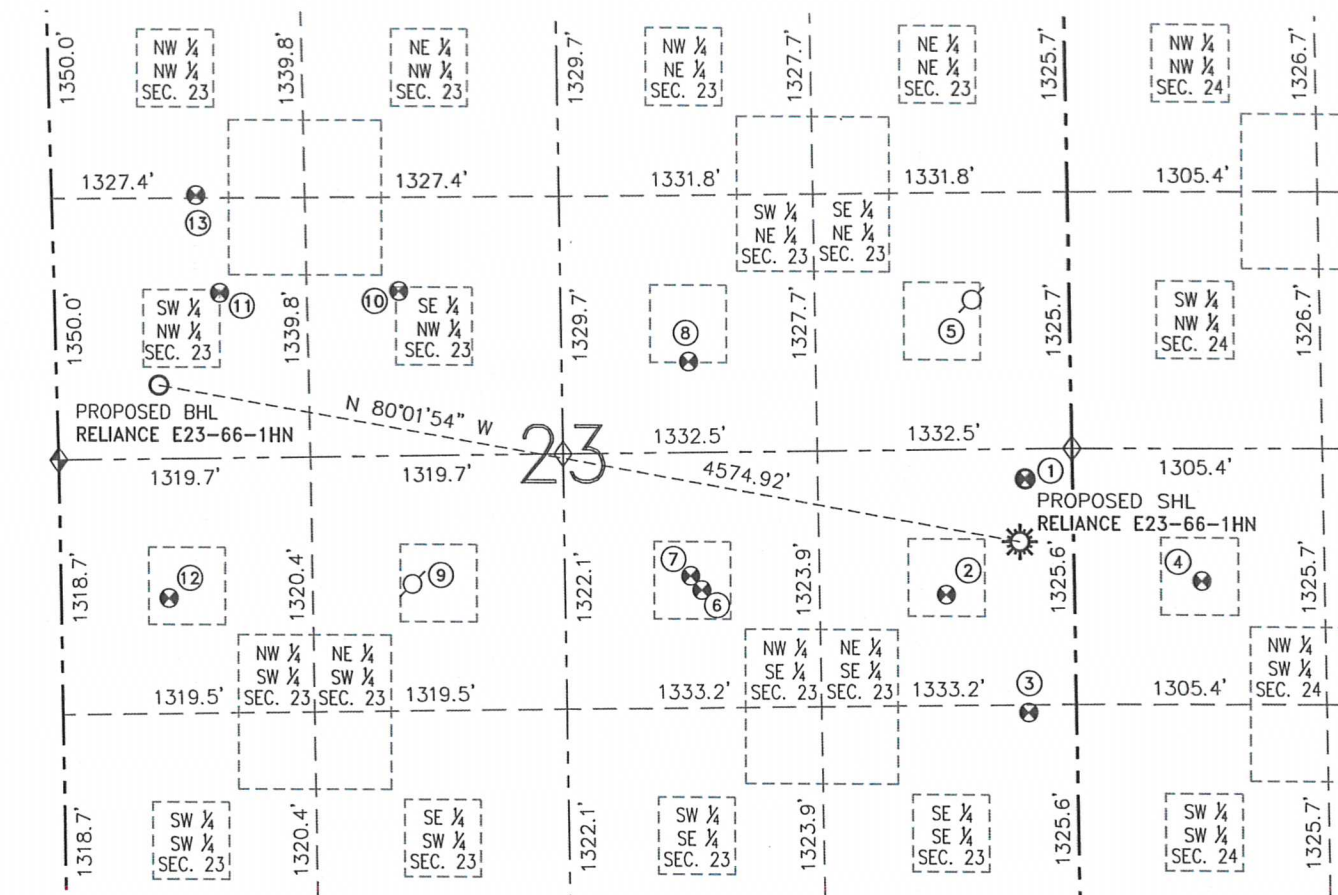 1350.0'
NW ¼
NW ¼
SEC. 23
1339.8'
NE ¼
NW ¼
SEC. 23
1329.7'
NW ¼
NE ¼
SEC. 23
1327.7'
NE ¼
NE ¼
SEC. 23
1325.7'
NW ¼
NW ¼
SEC. 24
1326.7'
1327.4'
1327.4'
1331.8'
1331.8'
1305.4'
13
SW ¼
NE ¼
SEC. 23
SE ¼
NE ¼
SEC. 23
1350.0'
SW ¼
NW ¼
SEC. 23
11
1339.8'
10
SE ¼
NW ¼
SEC. 23
1329.7'
8
1327.7'
5
1325.7'
SW ¼
NW ¼
SEC. 24
1326.7'
PROPOSED BHL
RELIANCE E23-66-1HN
N 80°01'54" W
23
4574.92'
1332.5'
1332.5'
1319.7'
1319.7'
1305.4'
1
PROPOSED SHL
RELIANCE E23-66-1HN
1318.7'
12
1320.4'
9
1322.1'
7
6
1323.9'
2
1325.6'
4
1325.7'
NW ¼
SW ¼
SEC. 23
NE ¼
SW ¼
SEC. 23
NW ¼
SE ¼
SEC. 23
NE ¼
SE ¼
SEC. 23
NW ¼
SW ¼
SEC. 24
1319.5'
1319.5'
1333.2'
1333.2'
3
1305.4'
1318.7'
SW ¼
SW ¼
SEC. 23
1320.4'
SE ¼
SW ¼
SEC. 23
1322.1'
SW ¼
SE ¼
SEC. 23
1323.9'
SE ¼
SE ¼
SEC. 23
1325.6'
SW ¼
SW ¼
SEC. 24
1325.7'